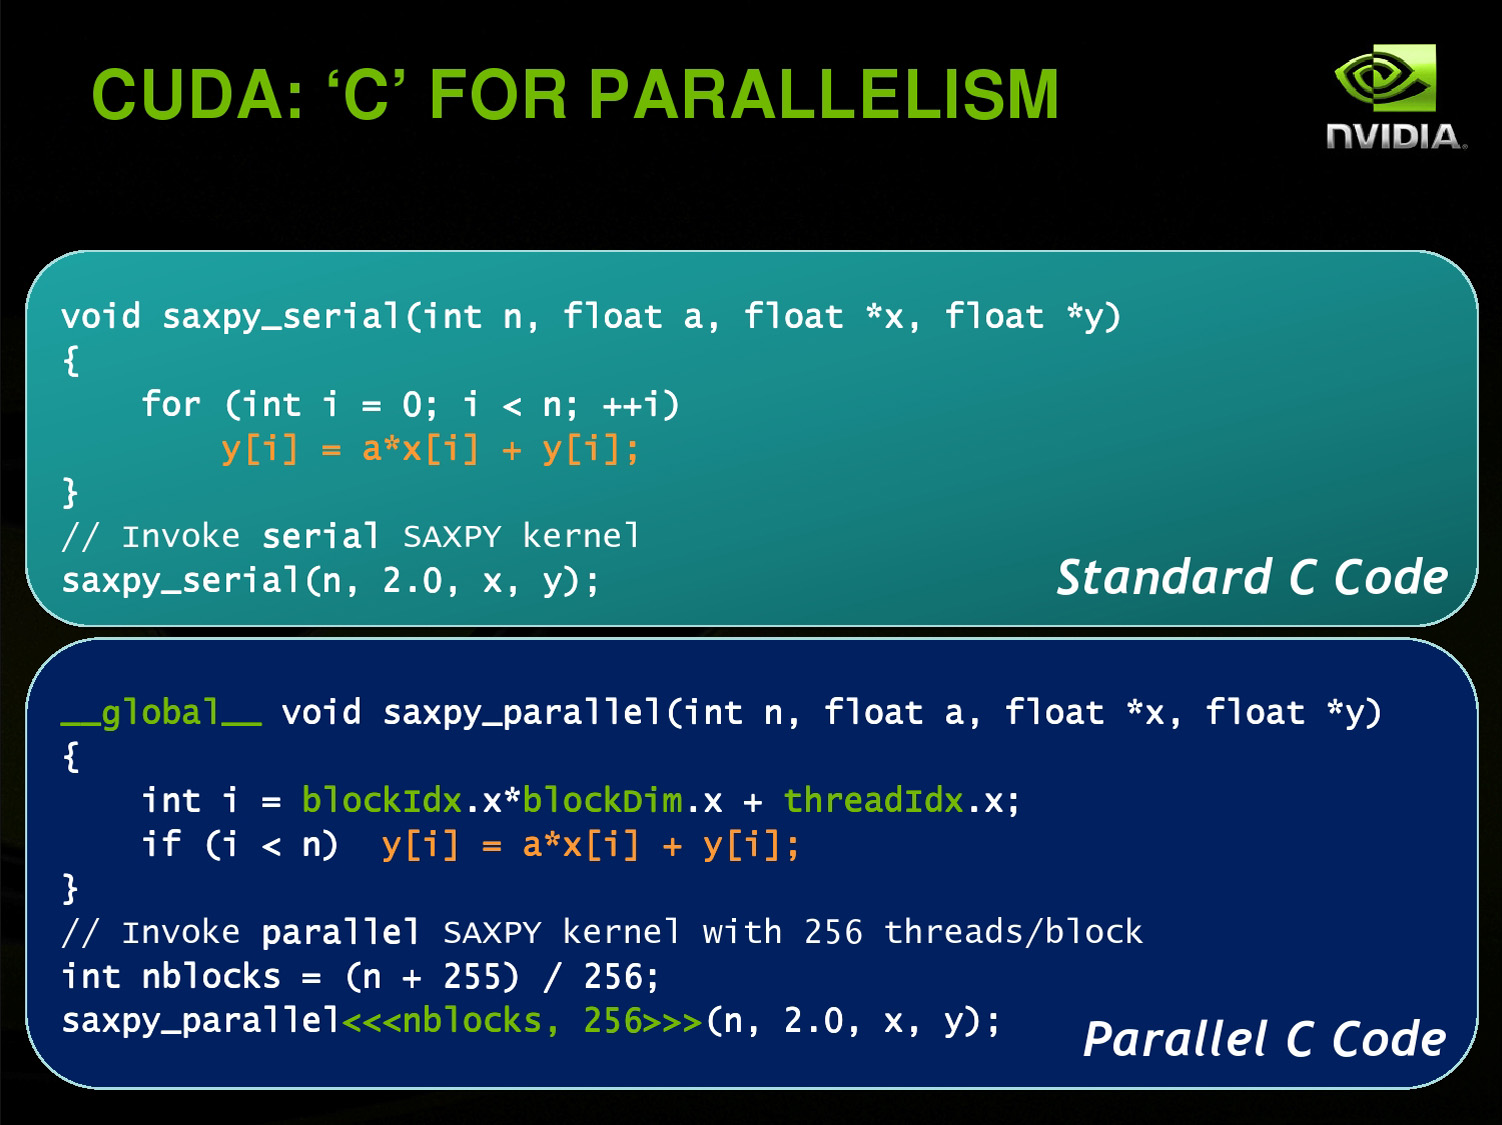 CUDA: ‘C’ FOR PARALLELISM
NVIDIA®
void saxpy_serial(int n, float a, float *x, float *y)
{
    for (int i = 0; i < n; ++i)
        y[i] = a*x[i] + y[i];
}
// Invoke serial SAXPY kernel
saxpy_serial(n, 2.0, x, y);
Standard C Code
__global__ void saxpy_parallel(int n, float a, float *x, float *y)
{
    int i = blockIdx.x*blockDim.x + threadIdx.x;
    if (i < n)  y[i] = a*x[i] + y[i];
}
// Invoke parallel SAXPY kernel with 256 threads/block
int nblocks = (n + 255) / 256;
saxpy_parallel<<<nblocks, 256>>>(n, 2.0, x, y);
Parallel C Code